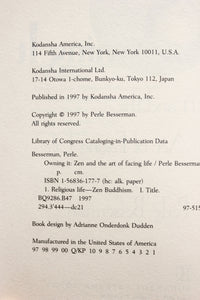 Kodansha America, Inc.
114 Fifth Avenue, New York, New York 10011, U.S.A.
Kodansha International Ltd.
17-14 Otowa 1-chome, Bunkyo-ku, Tokyo 112, Japan
Published in 1997 by Kodansha America, Inc.
Copyright © 1997 by Perle Besserman.
All rights reserved.
Library of Congress Cataloging-in-Publication Data
Besserman, Perle.
Owning it: Zen and the art of facing life / Perle Besserman
p. cm.
ISBN 1-56836-177-7 (hc: alk. paper)
1. Religious life—Zen Buddhism. I. Title.
BQ9286.B47 1997
294.3'444—dc21 97-515
Book design by Adrianne Onderdonk Dudden
Manufactured in the United States of America
97 98 99 00 Q/KP 10 9 8 7 6 5 4 3 2 1